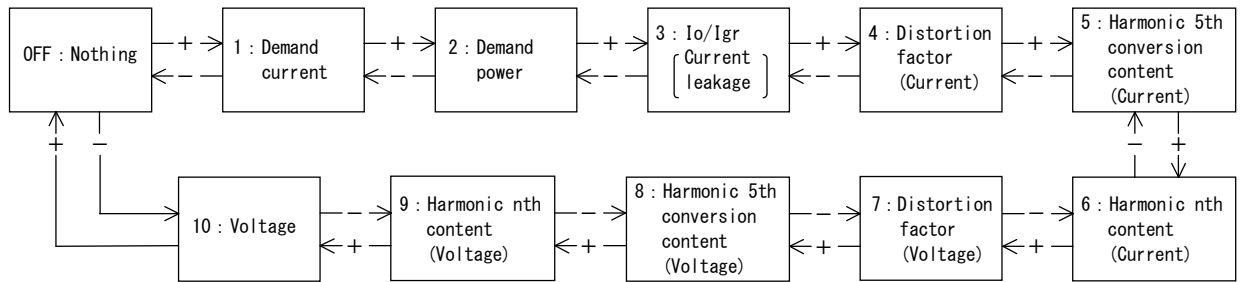 OFF：Nothing
+
−
1：Demand
current
+
−
2：Demand
power
+
−
3：Io/Igr
Current
leakage
+
−
4：Distortion
factor
(Current)
+
−
5：Harmonic 5th
conversion
content
(Current)
+
−
−
+
10：Voltage
−
+
9：Harmonic nth
content
(Voltage)
−
+
8：Harmonic 5th
conversion
content
(Voltage)
−
+
7：Distortion
factor
(Voltage)
−
+
6：Harmonic nth
content
(Current)